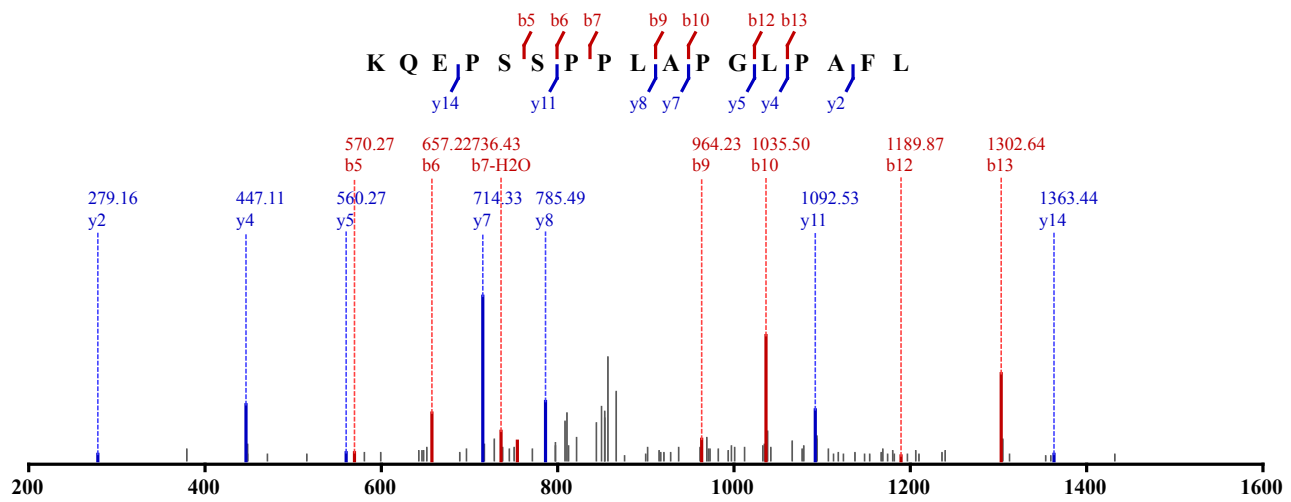 b5 b6 b7 b9 b10 b12 b13
K Q E P S S P P L A P G L P A F L
y14 y11 y8 y7 y5 y4 y2
570.27 657.22 736.43 964.23 1035.50 1189.87 1302.64
b5 b6 b7-H2O b9 b10 b12 b13
279.16 447.11 560.27 714.33 785.49 1092.53 1363.44
y2 y4 y5 y7 y8 y11 y14
200 400 600 800 1000 1200 1400 1600